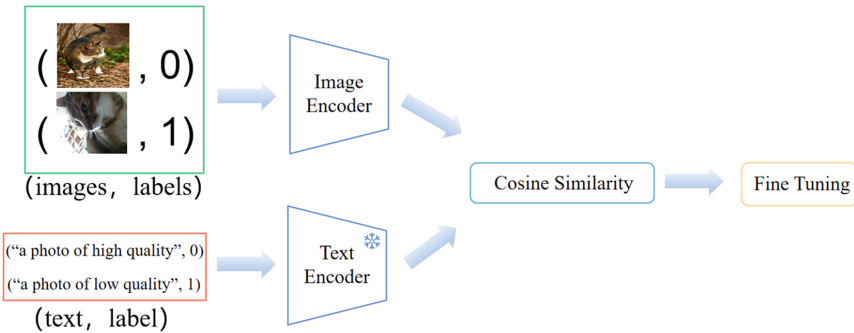 ( , 0)
( , 1)
(images, labels)
Image
Encoder
("a photo of high quality", 0)
("a photo of low quality", 1)
(text, label)
Text
Encoder
Cosine Similarity
Fine Tuning